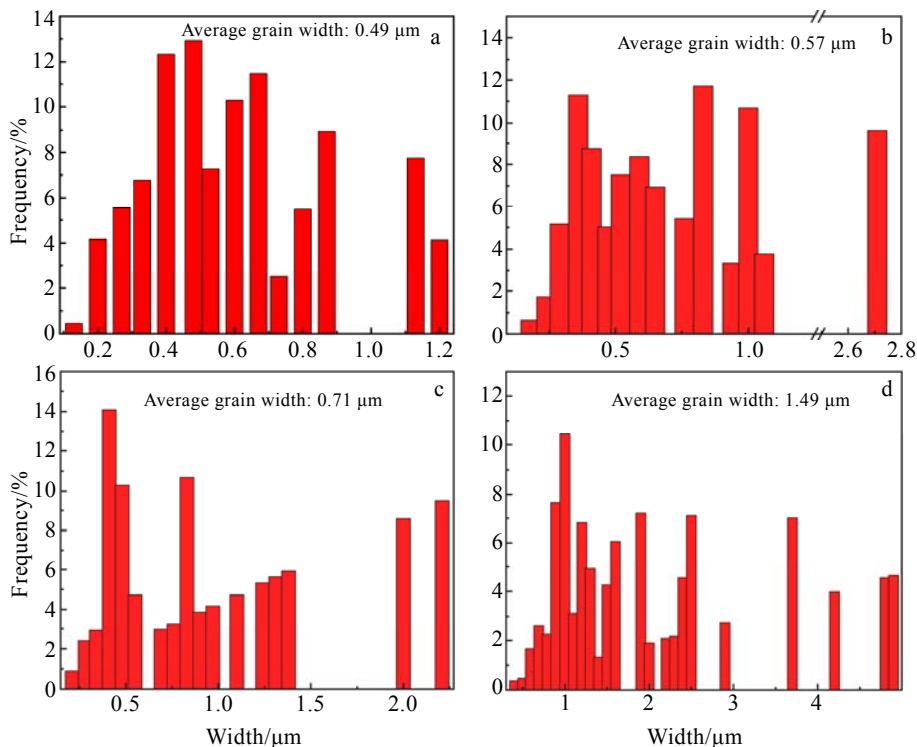 14
12
10
8
6
4
2
0
Frequency/%
Average grain width: 0.49 μm
a
0.2 0.4 0.6 0.8 1.0 1.2
14
12
10
8
6
4
2
0
Average grain width: 0.57 μm
b
0.5 1.0 2.6 2.8
16
14
12
10
8
6
4
2
0
Frequency/%
Average grain width: 0.71 μm
c
0.5 1.0 1.5 2.0
Width/μm
10
8
6
4
2
0
Average grain width: 1.49 μm
d
1 2 3 4
Width/μm